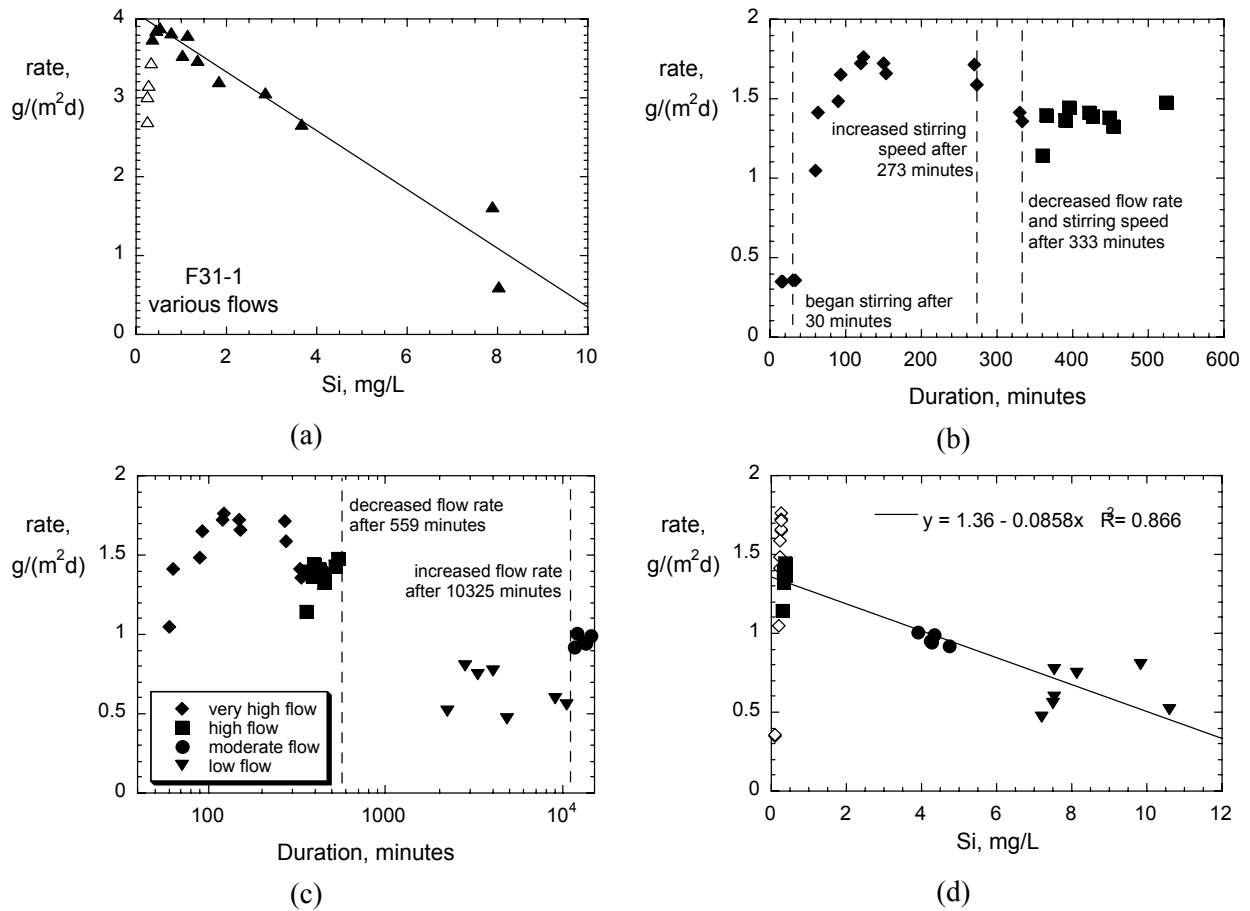 4
3
2
1
0
rate,
g/(m²d)
F31-1
various flows
0 2 4 6 8 10
Si, mg/L
(a)
2
1.5
1
0.5
0
rate,
g/(m²d)
increased stirring
speed after
273 minutes
decreased flow rate
and stirring speed
after 333 minutes
began stirring after
30 minutes
0 100 200 300 400 500 600
Duration, minutes
(b)
2
1.5
1
0.5
0
rate,
g/(m²d)
decreased flow rate
after 559 minutes
increased flow rate
after 10325 minutes
very high flow
high flow
moderate flow
low flow
100 1000 10⁴
Duration, minutes
(c)
2
1.5
1
0.5
0
rate,
g/(m²d)
y = 1.36 - 0.0858x R²= 0.866
0 2 4 6 8 10 12
Si, mg/L
(d)